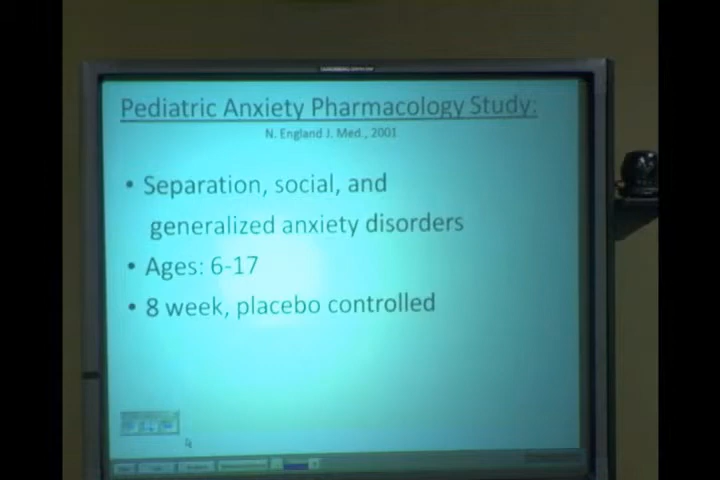 Pediatric Anxiety Pharmacology Study:
N. England J. Med., 2001
• Separation, social, and
generalized anxiety disorders
• Ages: 6-17
• 8 week, placebo controlled